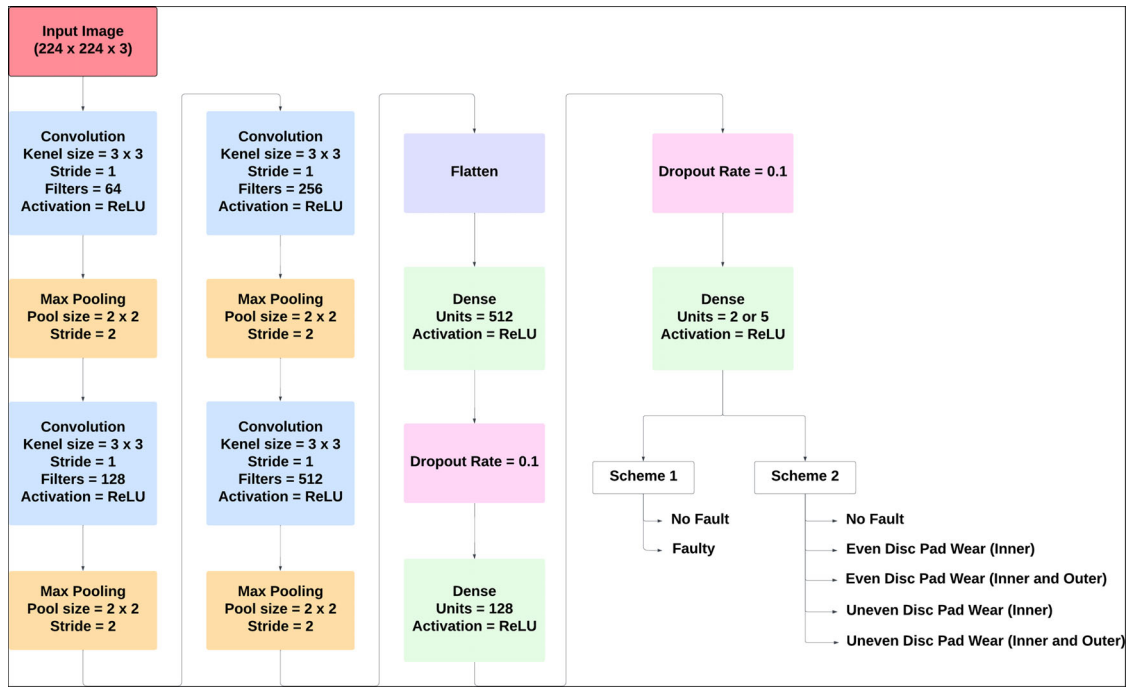 Input Image
(224 x 224 x 3)
Convolution
Kenel size = 3 x 3
Stride = 1
Filters = 64
Activation = ReLU
Max Pooling
Pool size = 2 x 2
Stride = 2
Convolution
Kenel size = 3 x 3
Stride = 1
Filters = 128
Activation = ReLU
Max Pooling
Pool size = 2 x 2
Stride = 2
Convolution
Kenel size = 3 x 3
Stride = 1
Filters = 256
Activation = ReLU
Max Pooling
Pool size = 2 x 2
Stride = 2
Convolution
Kenel size = 3 x 3
Stride = 1
Filters = 512
Activation = ReLU
Max Pooling
Pool size = 2 x 2
Stride = 2
Flatten
Dense
Units = 512
Activation = ReLU
Dropout Rate = 0.1
Dense
Units = 128
Activation = ReLU
Dropout Rate = 0.1
Dense
Units = 2 or 5
Activation = ReLU
Scheme 1
No Fault
Faulty
Scheme 2
No Fault
Even Disc Pad Wear (Inner)
Even Disc Pad Wear (Inner and Outer)
Uneven Disc Pad Wear (Inner)
Uneven Disc Pad Wear (Inner and Outer)